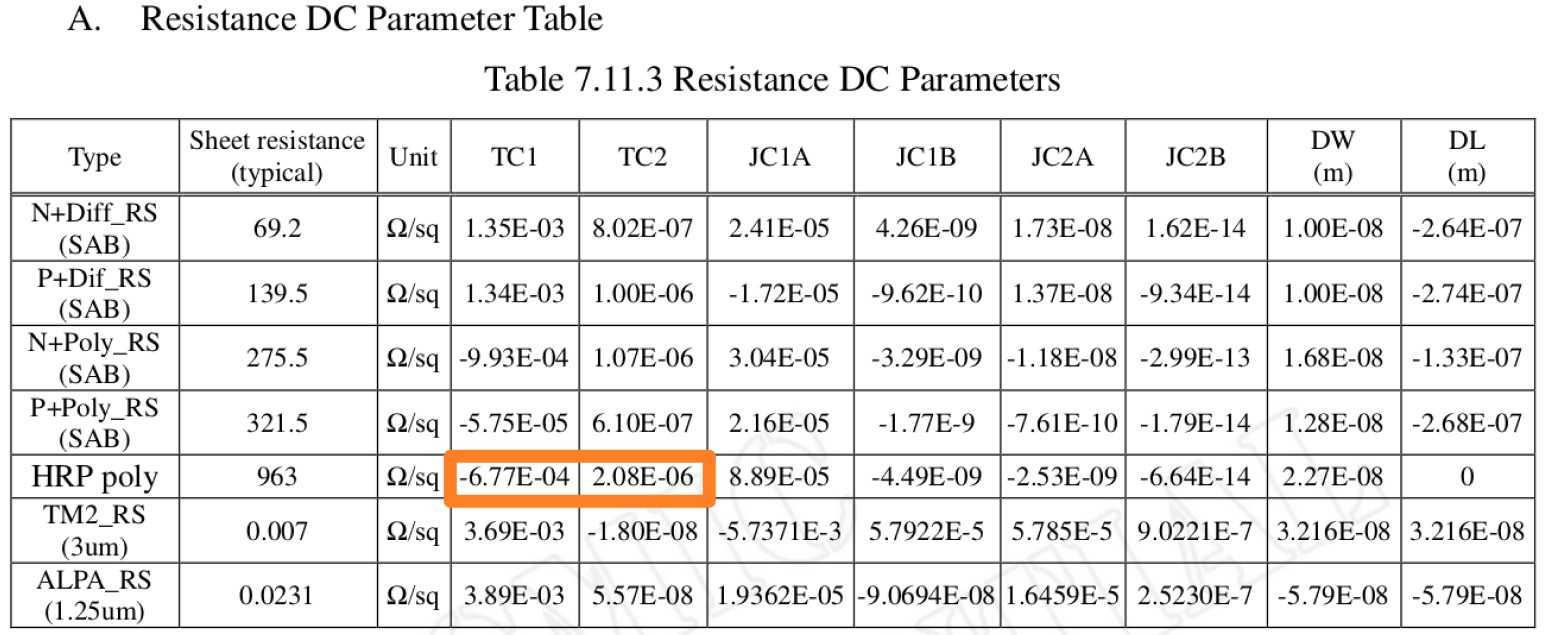 A. Resistance DC Parameter Table
Table 7.11.3 Resistance DC Parameters
Type Sheet resistance (typical) Unit TC1 TC2 JC1A JC1B JC2A JC2B DW (m) DL (m)
N+Diff_RS (SAB) 69.2 Ω/sq 1.35E-03 8.02E-07 2.41E-05 4.26E-09 1.73E-08 1.62E-14 1.00E-08 -2.64E-07
P+Dif_RS (SAB) 139.5 Ω/sq 1.34E-03 1.00E-06 -1.72E-05 -9.62E-10 1.37E-08 -9.34E-14 1.00E-08 -2.74E-07
N+Poly_RS (SAB) 275.5 Ω/sq -9.93E-04 1.07E-06 3.04E-05 -3.29E-09 -1.18E-08 -2.99E-13 1.68E-08 -1.33E-07
P+Poly_RS (SAB) 321.5 Ω/sq -5.75E-05 6.10E-07 2.16E-05 -1.77E-9 -7.61E-10 -1.79E-14 1.28E-08 -2.68E-07
HRP poly 963 Ω/sq -6.77E-04 2.08E-06 8.89E-05 -4.49E-09 -2.53E-09 -6.64E-14 2.27E-08 0
TM2_RS (3um) 0.007 Ω/sq 3.69E-03 -1.80E-08 -5.7371E-3 5.7922E-5 5.785E-5 9.0221E-7 3.216E-08 3.216E-08
ALPA_RS (1.25um) 0.0231 Ω/sq 3.89E-03 5.57E-08 1.9362E-05 -9.0694E-08 1.6459E-5 2.5230E-7 -5.79E-08 -5.79E-08